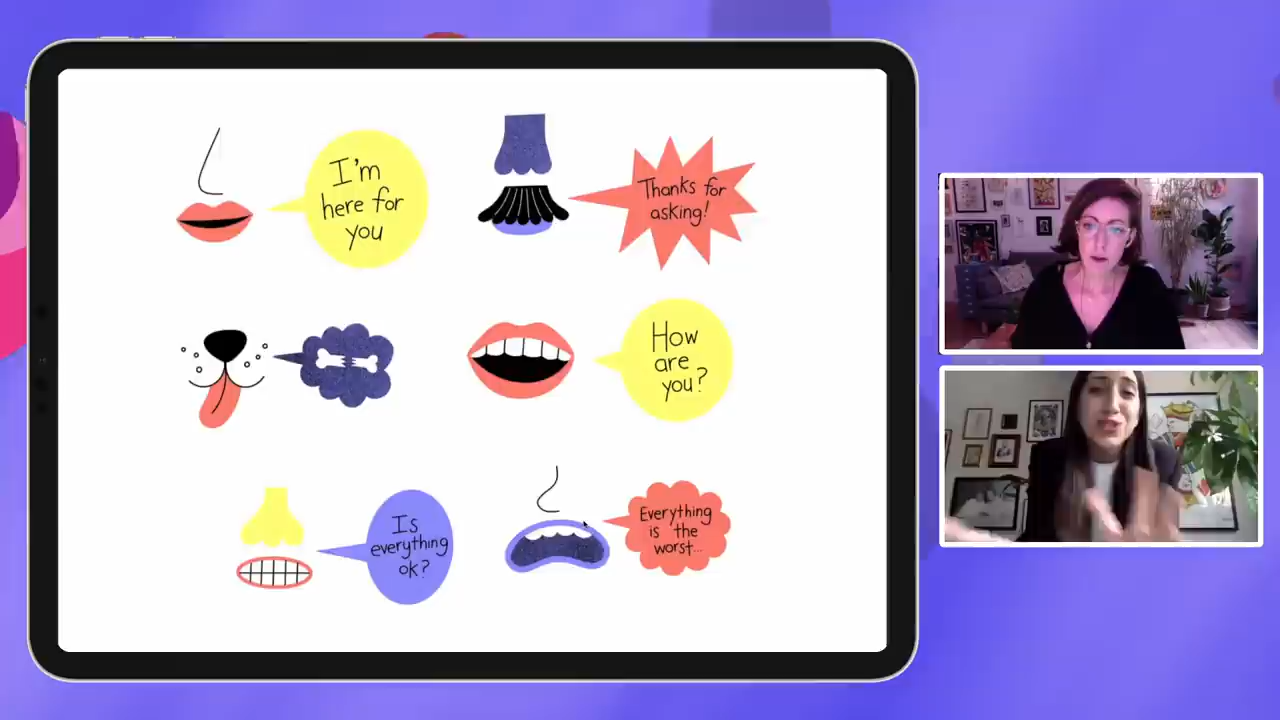 I'm
here for
you
Thanks for
asking!
How
are
you?
Is
everything
ok?
Everything
is the
worst...